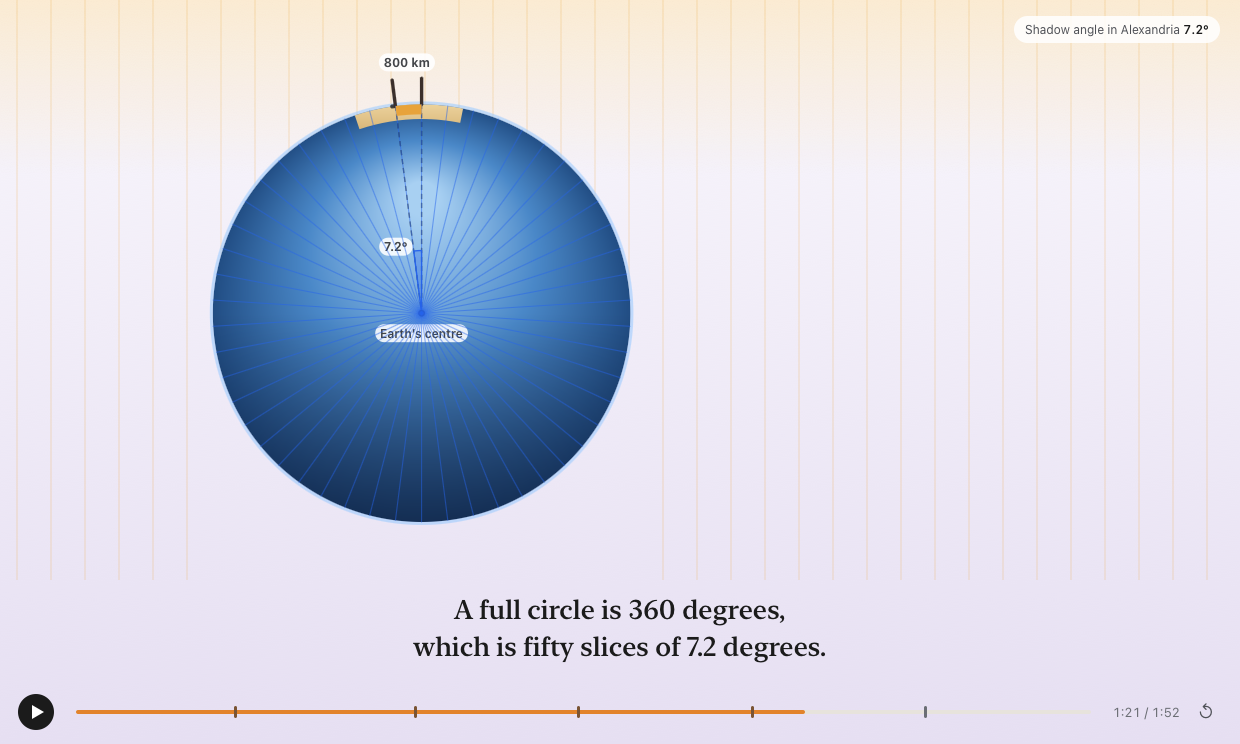 Shadow angle in Alexandria 7.2°
800 km
7.2°
Earth's centre
A full circle is 360 degrees,
which is fifty slices of 7.2 degrees.
1:21 / 1:52